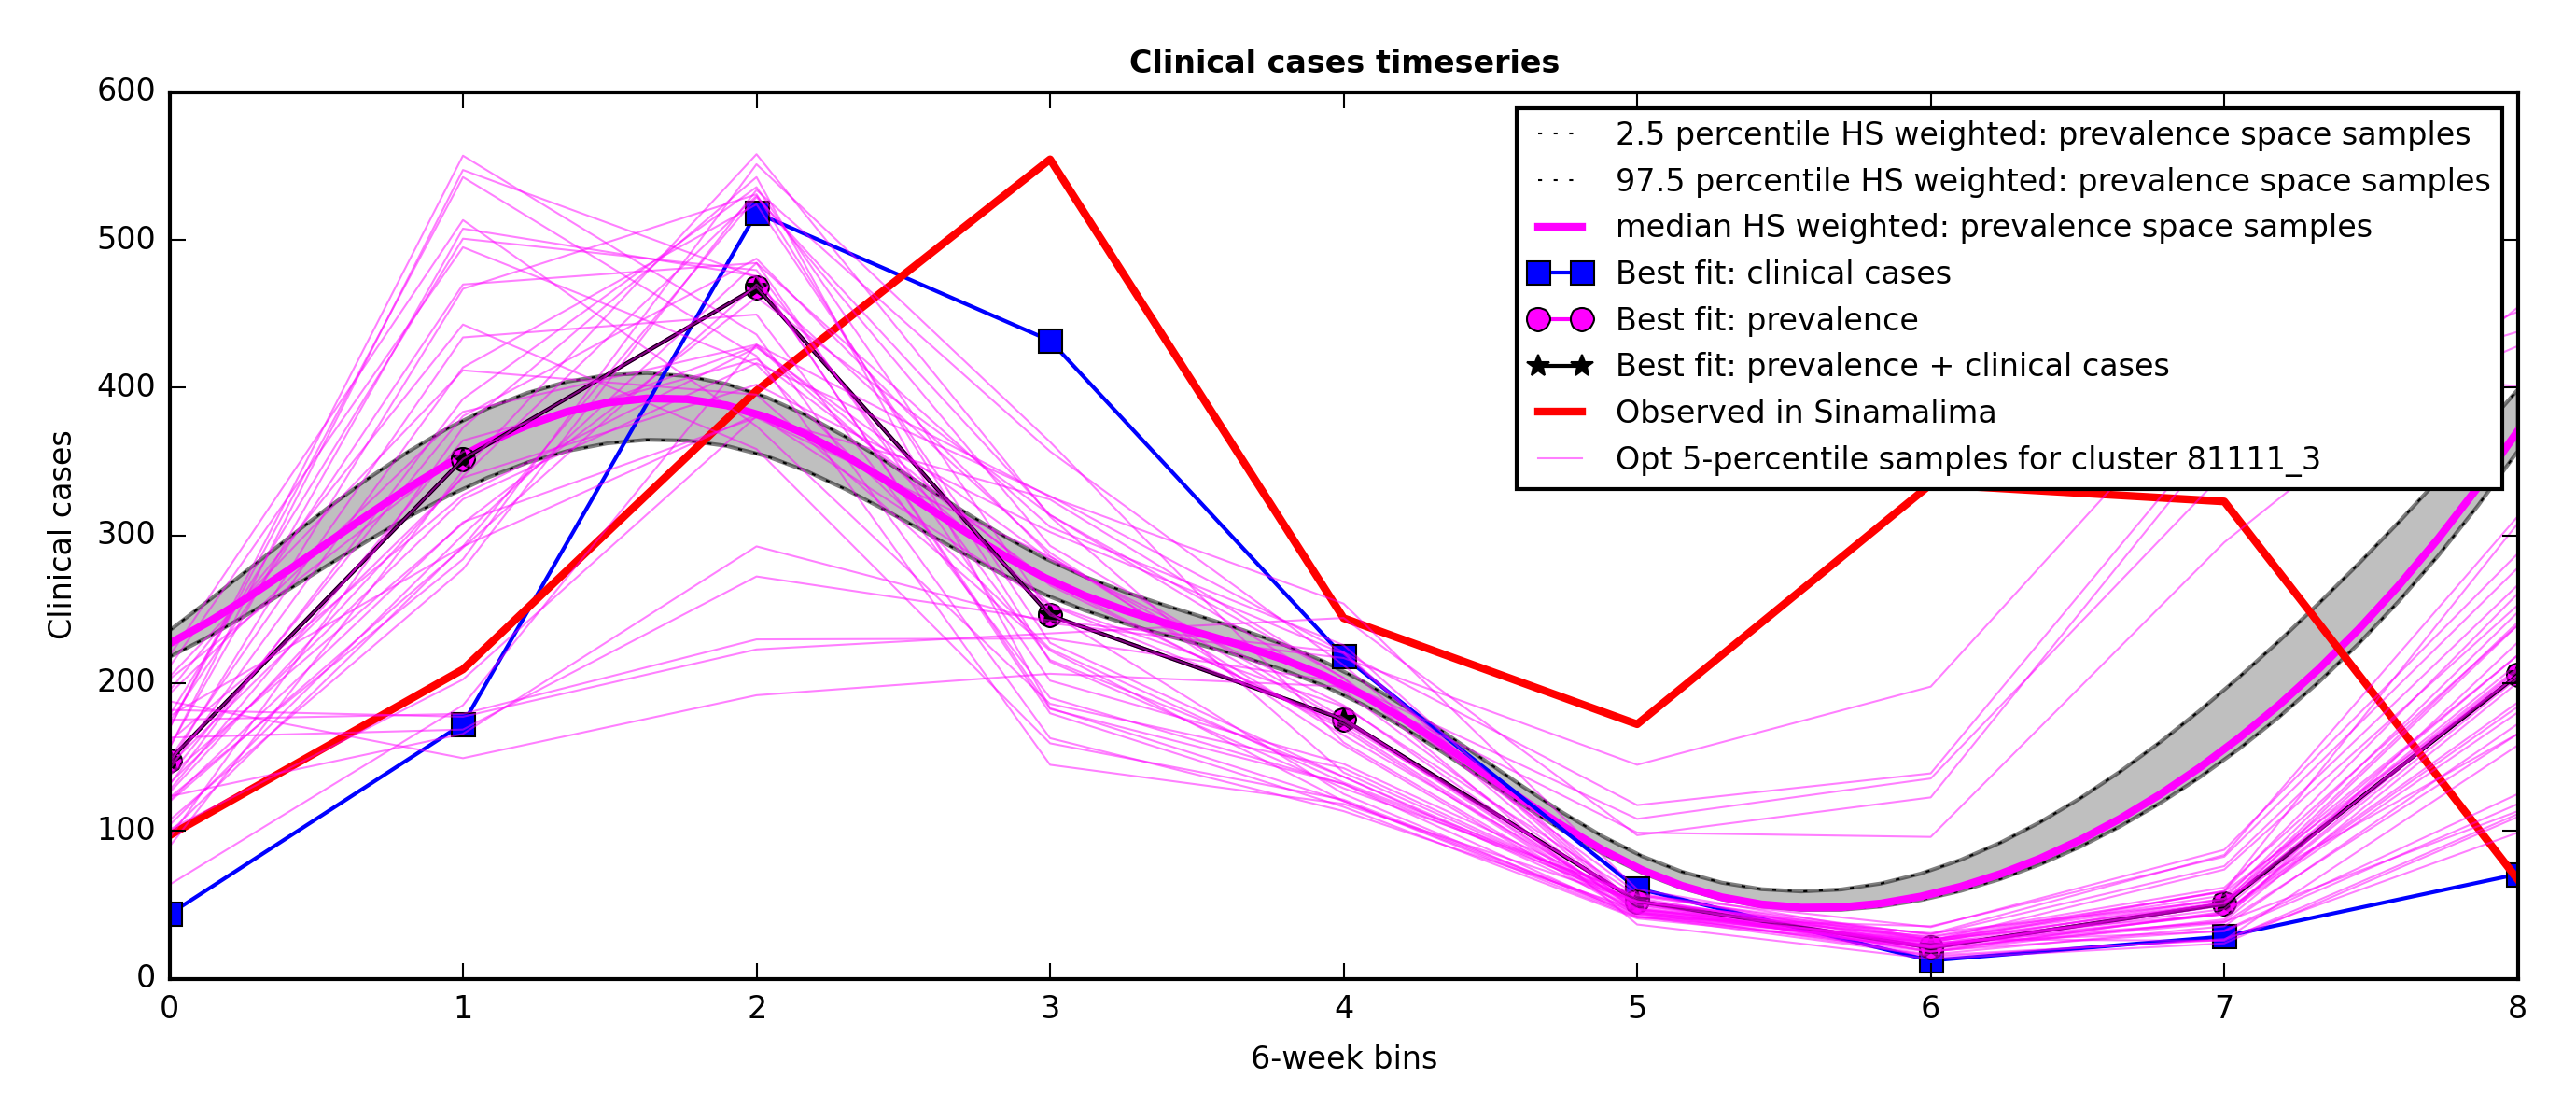 Clinical cases timeseries
600
500
400
300
200
100
0
Clinical cases
2.5 percentile HS weighted: prevalence space samples
97.5 percentile HS weighted: prevalence space samples
median HS weighted: prevalence space samples
Best fit: clinical cases
Best fit: prevalence
Best fit: prevalence + clinical cases
Observed in Sinamalima
Opt 5-percentile samples for cluster 81111_3
0 1 2 3 4 5 6 7 8
6-week bins